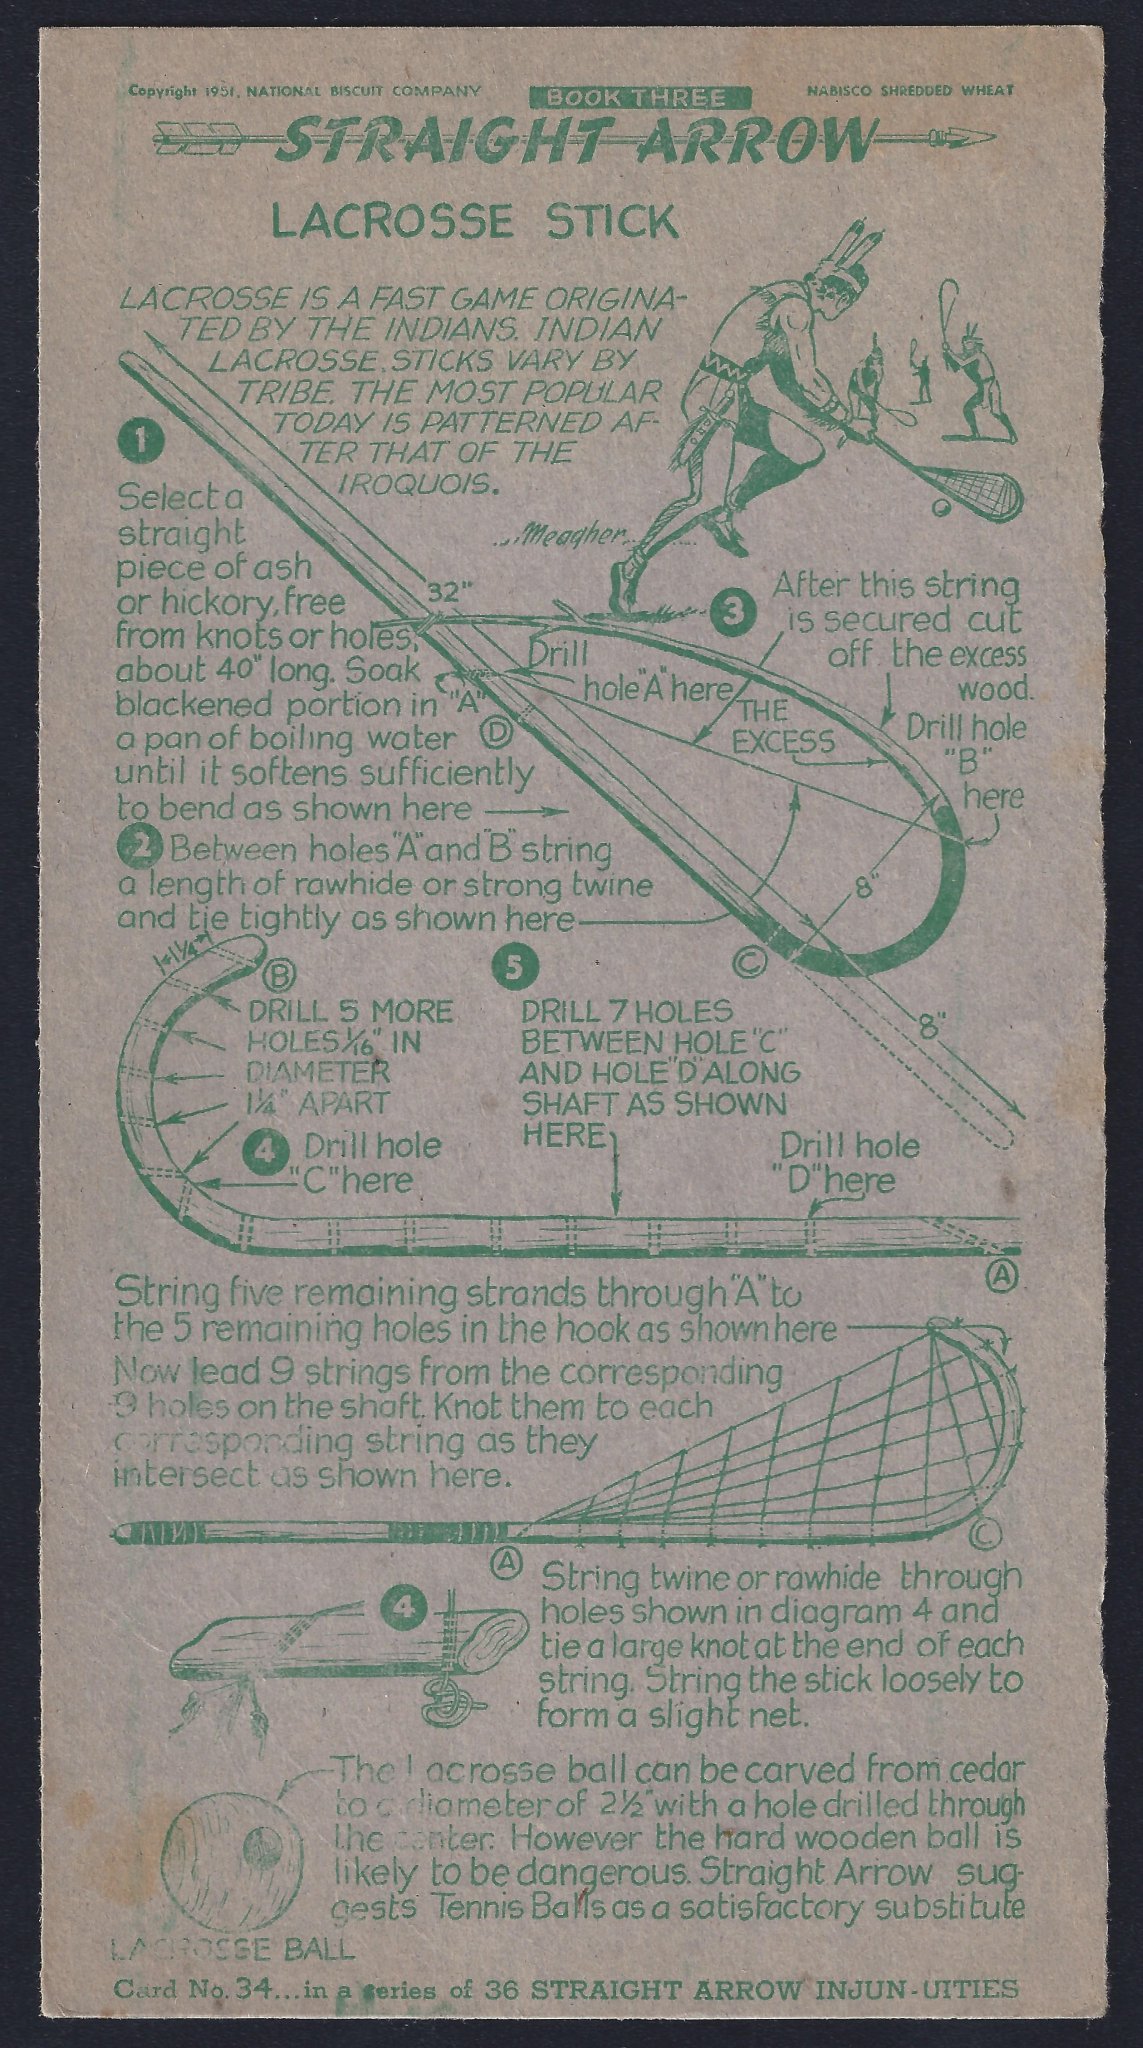 Copyright 1951, NATIONAL BISCUIT COMPANY
BOOK THREE
NABISCO SHREDDED WHEAT
STRAIGHT ARROW
LACROSSE STICK
LACROSSE IS A FAST GAME ORIGINA-
TED BY THE INDIANS. INDIAN
LACROSSE STICKS VARY BY
TRIBE. THE MOST POPULAR
TODAY IS PATTERNED AF-
TER THAT OF THE
IROQUOIS.
...Meagher...
1
Select a
straight
piece of ash
or hickory, free
from knots or holes,
about 40" long. Soak
blackened portion in
a pan of boiling water
until it softens sufficiently
to bend as shown here
32"
"A"
D
Drill
hole "A" here
3
After this string
is secured cut
off the excess
wood.
THE
EXCESS
Drill hole
"B"
here
8"
8"
C
2
Between holes "A" and "B" string
a length of rawhide or strong twine
and tie tightly as shown here
1¼"
B
DRILL 5 MORE
HOLES 1/16" IN
DIAMETER
1¼" APART
4
Drill hole
"C" here
5
DRILL 7 HOLES
BETWEEN HOLE "C"
AND HOLE "D" ALONG
SHAFT AS SHOWN
HERE
Drill hole
"D" here
A
String five remaining strands through "A" to
the 5 remaining holes in the hook as shown here
Now lead 9 strings from the corresponding
9 holes on the shaft. Knot them to each
corresponding string as they
intersect as shown here.
A
C
4
String twine or rawhide through
holes shown in diagram 4 and
tie a large knot at the end of each
string. String the stick loosely to
form a slight net.
The Lacrosse ball can be carved from cedar
to a diameter of 2½" with a hole drilled through
the center. However the hard wooden ball is
likely to be dangerous. Straight Arrow sug-
gests Tennis Balls as a satisfactory substitute
LACROSSE BALL
Card No. 34...in a series of 36 STRAIGHT ARROW INJUN-UITIES